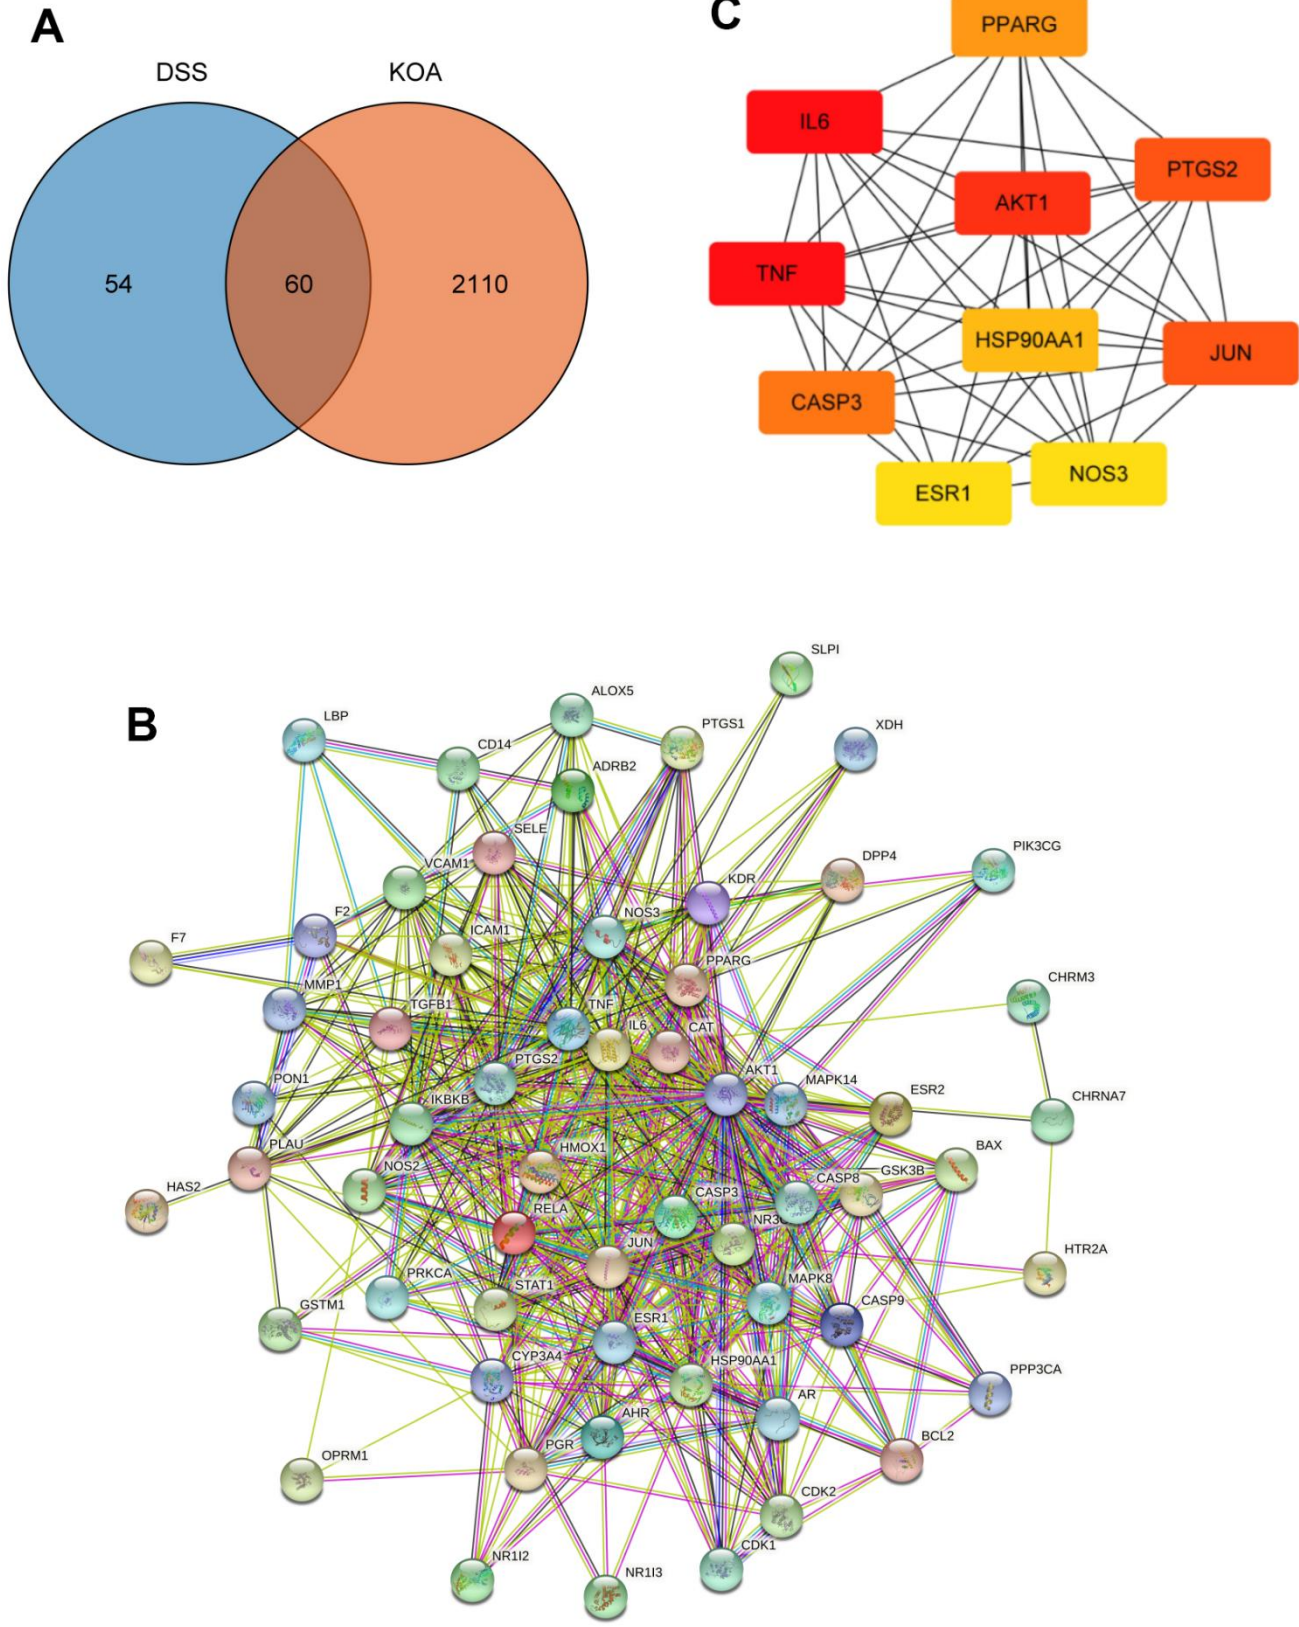 A
DSS
KOA
54
60
2110
C
PPARG
IL6
PTGS2
AKT1
TNF
HSP90AA1
JUN
CASP3
NOS3
ESR1
B
SLPI
ALOX5
LBP
PTGS1
XDH
CD14
ADRB2
SELE
PIK3CG
VCAM1
DPP4
KDR
F2
NOS3
ICAM1
F7
PPARG
CHRM3
MMP1
TGFB1
TNF
IL6
CAT
PTGS2
AKT1
MAPK14
PON1
ESR2
CHRNA7
IKBKB
PLAU
HMOX1
BAX
NOS2
CASP8
GSK3B
HAS2
CASP3
RELA
NR3C
JUN
HTR2A
PRKCA
STAT1
MAPK8
CASP9
GSTM1
ESR1
CYP3A4
HSP90AA1
PPP3CA
AR
AHR
BCL2
PGR
OPRM1
CDK2
CDK1
NR1I2
NR1I3